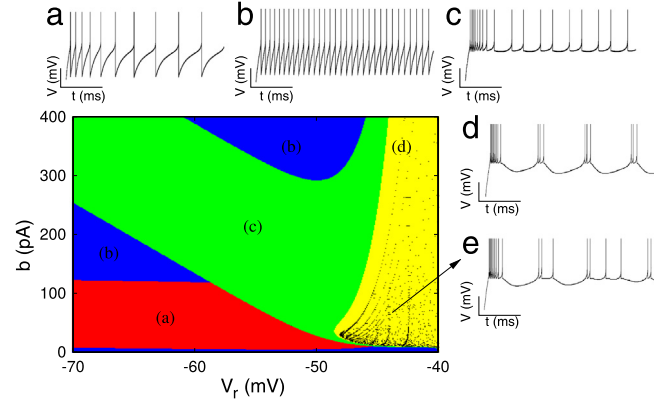 a
b
c
V (mV)
t (ms)
V (mV)
t (ms)
V (mV)
t (ms)
400
300
200
100
0
b (pA)
(b)
(d)
(c)
(b)
(a)
-70
-60
-50
-40
Vr (mV)
d
V (mV)
t (ms)
e
V (mV)
t (ms)